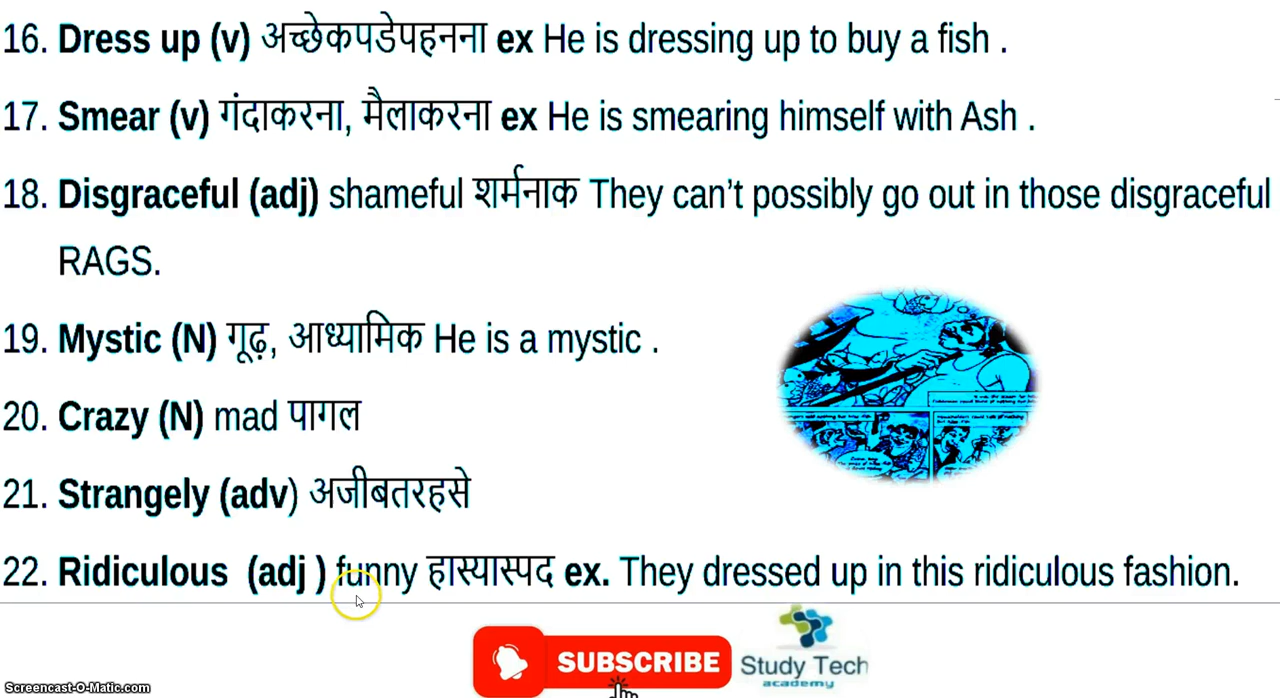 16. Dress up (v) अच्छेकपडेपहनना ex He is dressing up to buy a fish .
17. Smear (v) गंदाकरना, मैलाकरना ex He is smearing himself with Ash .
18. Disgraceful (adj) shameful शर्मनाक They can't possibly go out in those disgraceful
RAGS.
19. Mystic (N) गूढ़, आध्यामिक He is a mystic .
20. Crazy (N) mad पागल
21. Strangely (adv) अजीबतरहसे
22. Ridiculous (adj ) funny हास्यास्पद ex. They dressed up in this ridiculous fashion.
SUBSCRIBE
Study Tech
academy
Screencast-O-Matic.com